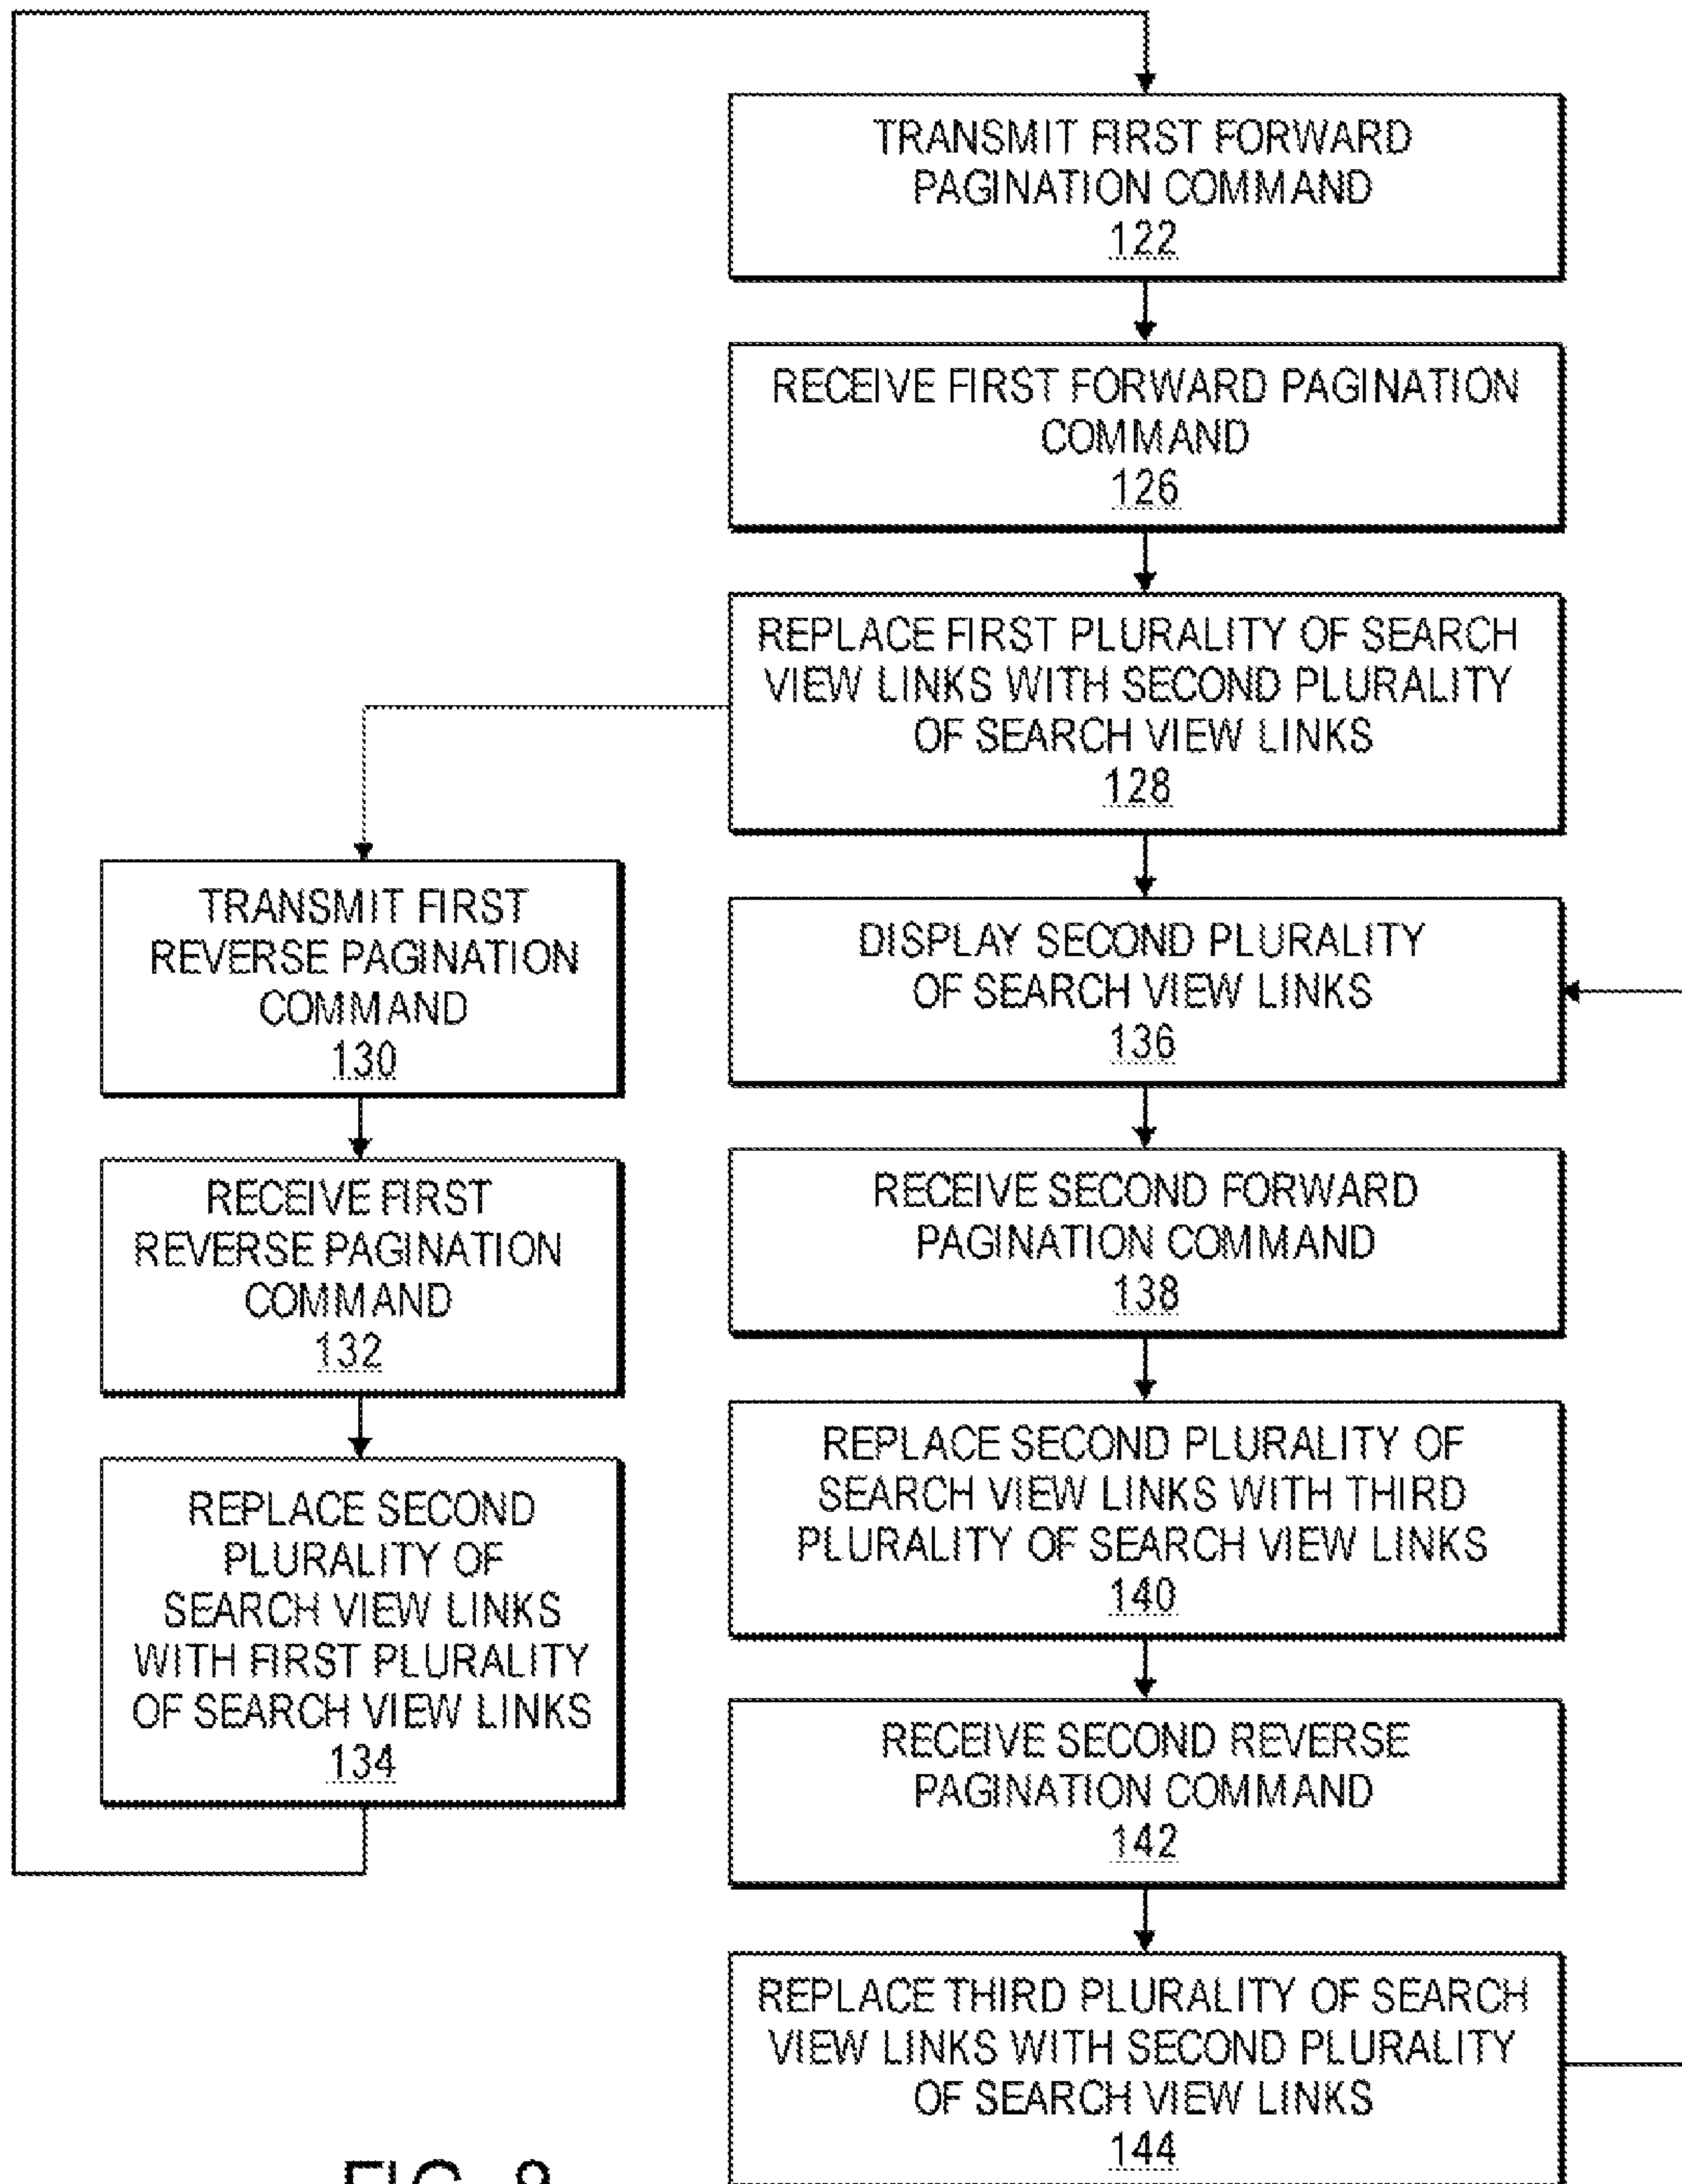 TRANSMIT FIRST FORWARD
PAGINATION COMMAND
122
RECEIVE FIRST FORWARD PAGINATION
COMMAND
126
REPLACE FIRST PLURALITY OF SEARCH
VIEW LINKS WITH SECOND PLURALITY
OF SEARCH VIEW LINKS
128
TRANSMIT FIRST
REVERSE PAGINATION
COMMAND
130
RECEIVE FIRST
REVERSE PAGINATION
COMMAND
132
REPLACE SECOND
PLURALITY OF
SEARCH VIEW LINKS
WITH FIRST PLURALITY
OF SEARCH VIEW LINKS
134
DISPLAY SECOND PLURALITY
OF SEARCH VIEW LINKS
136
RECEIVE SECOND FORWARD
PAGINATION COMMAND
138
REPLACE SECOND PLURALITY OF
SEARCH VIEW LINKS WITH THIRD
PLURALITY OF SEARCH VIEW LINKS
140
RECEIVE SECOND REVERSE
PAGINATION COMMAND
142
REPLACE THIRD PLURALITY OF SEARCH
VIEW LINKS WITH SECOND PLURALITY
OF SEARCH VIEW LINKS
144
FIG.